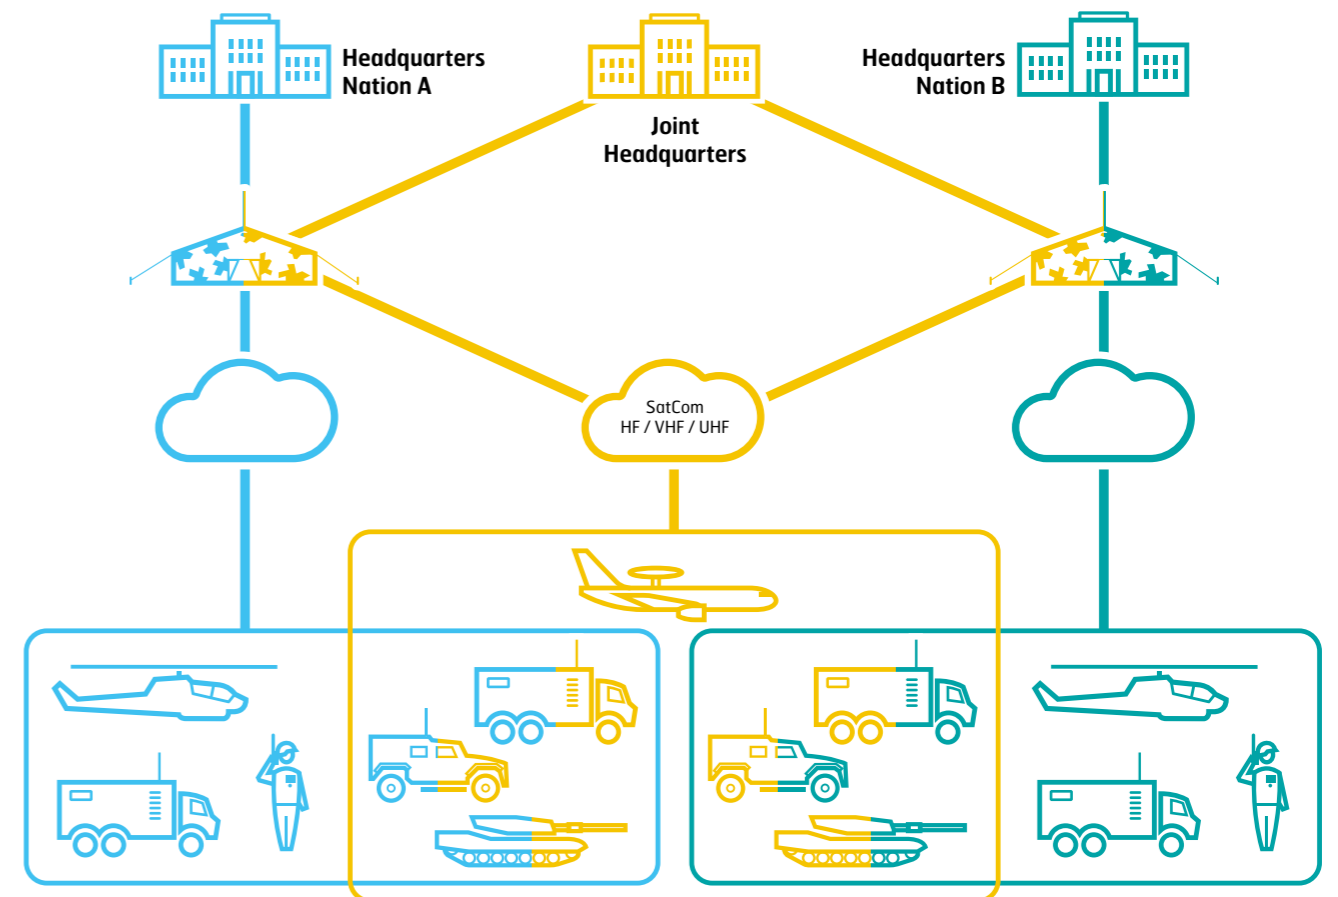 Headquarters
Nation A
Joint
Headquarters
Headquarters
Nation B
SatCom
HF / VHF / UHF